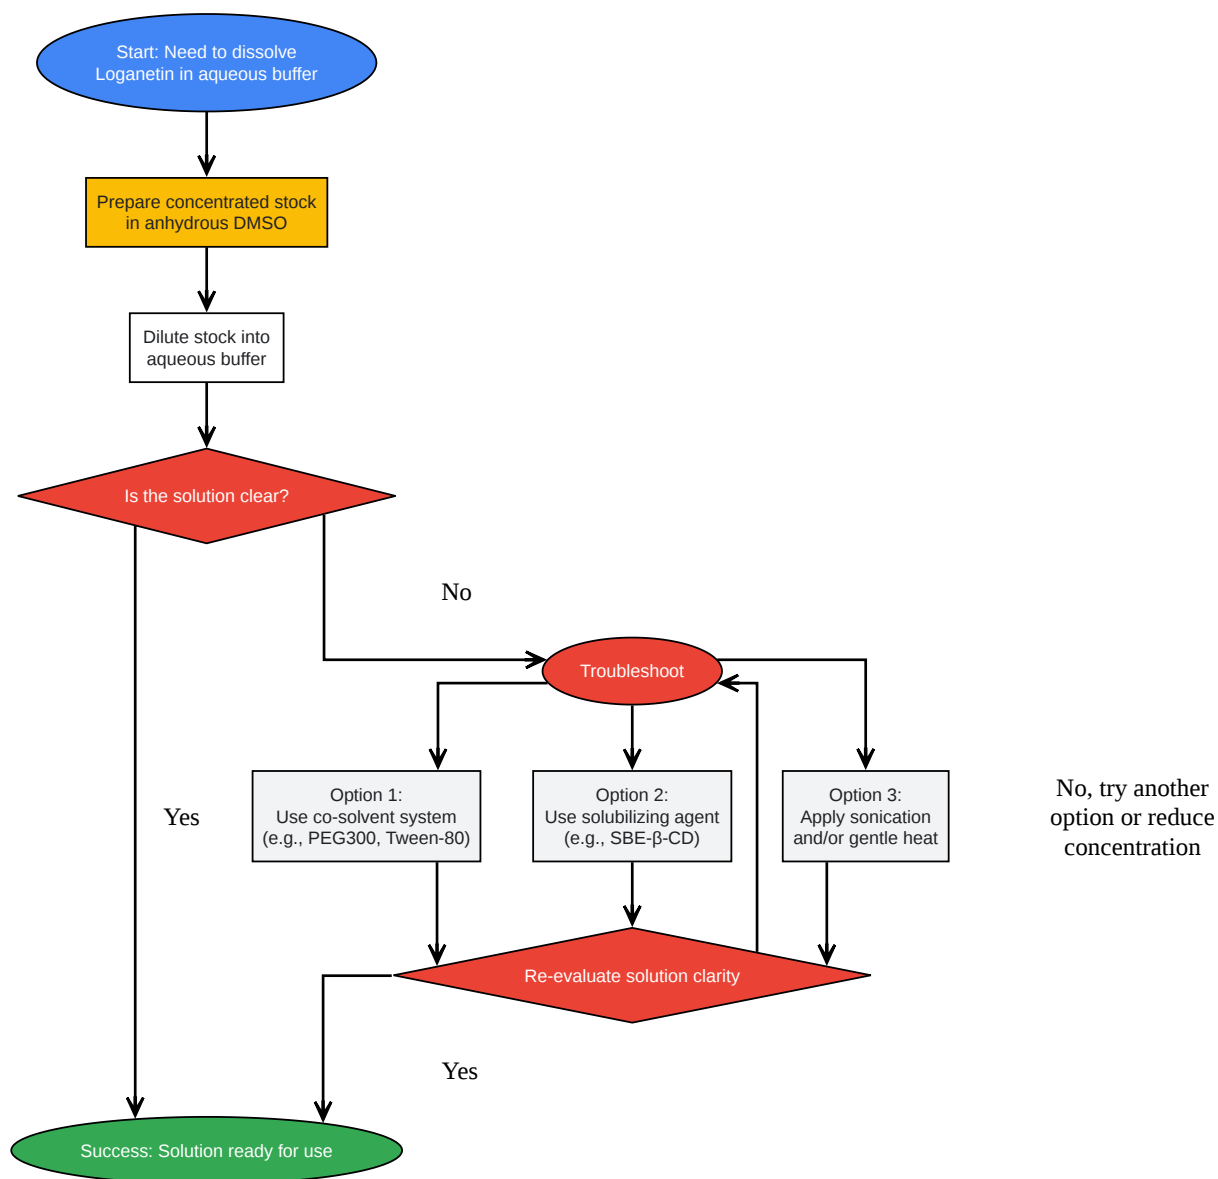 Start: Need to dissolve
Loganetin in aqueous buffer
Prepare concentrated stock
in anhydrous DMSO
Dilute stock into
aqueous buffer
Is the solution clear?
No
Troubleshoot
Option 1:
Use co-solvent system
(e.g., PEG300, Tween-80)
Option 2:
Use solubilizing agent
(e.g., SBE-β-CD)
Option 3:
Apply sonication
and/or gentle heat
No, try another
option or reduce
concentration
Yes
Re-evaluate solution clarity
Yes
Success: Solution ready for use